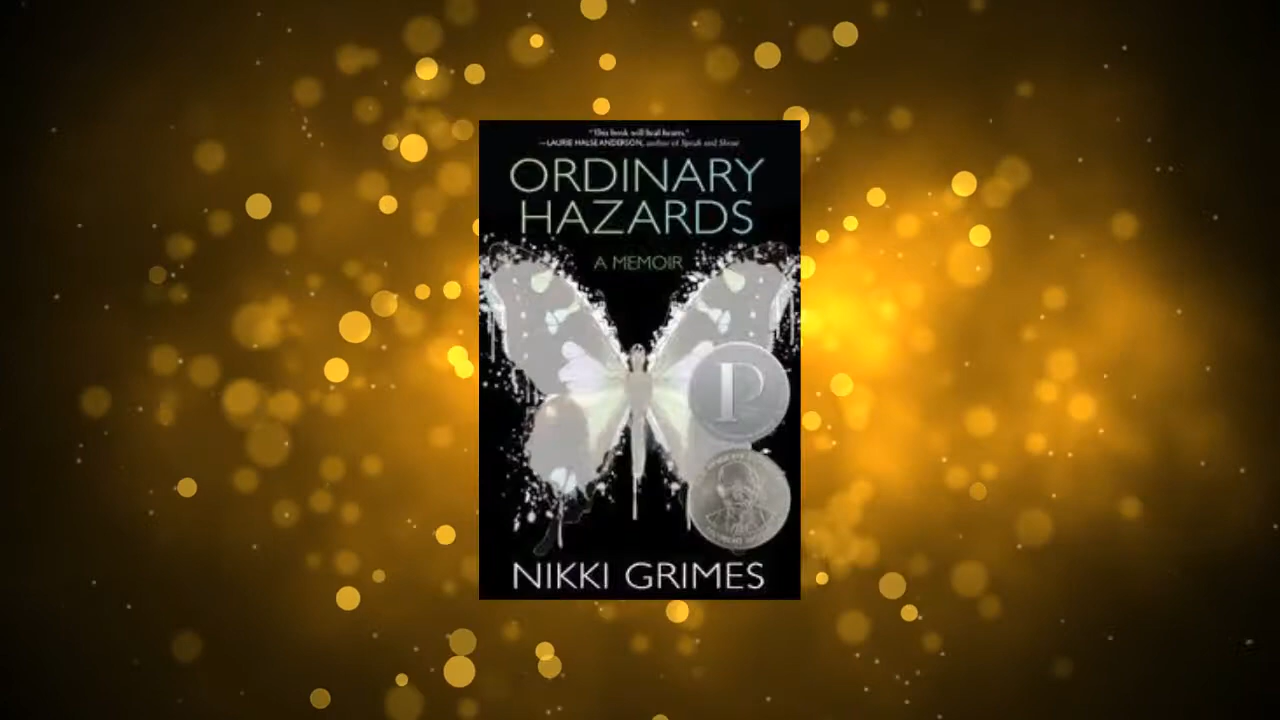 "This book will heal hearts."
—LAURIE HALSE ANDERSON, author of Speak and Shout
ORDINARY
HAZARDS
A MEMOIR
P
NIKKI GRIMES